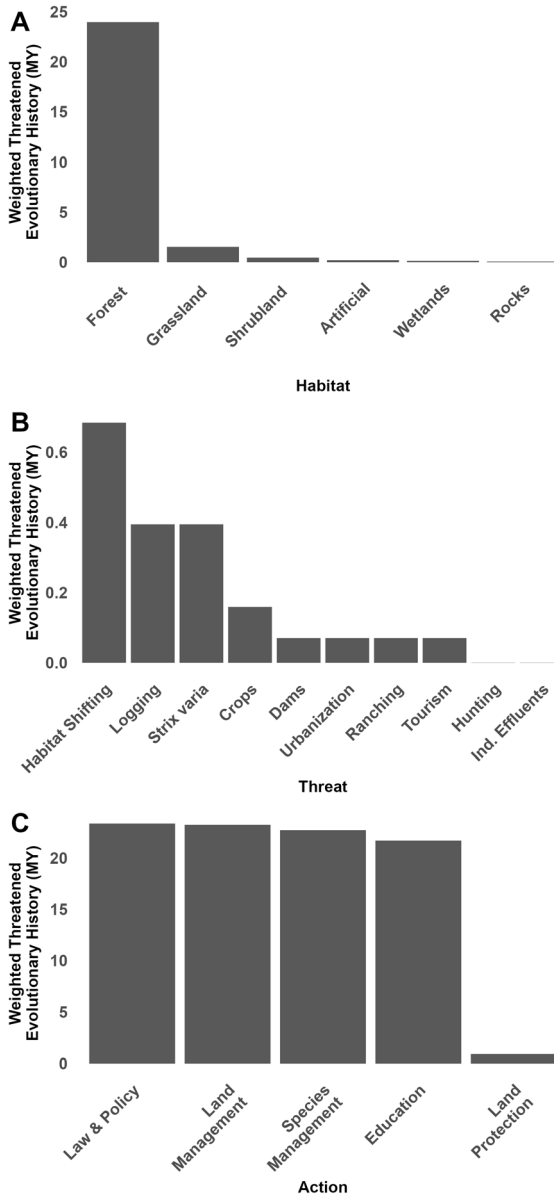 A
Weighted Threatened
Evolutionary History (MY)
25
20
15
10
5
0
Forest
Grassland
Shrubland
Artificial
Wetlands
Rocks
Habitat
B
Weighted Threatened
Evolutionary History (MY)
0.6
0.4
0.2
0.0
Habitat Shifting
Logging
Strix varia
Crops
Dams
Urbanization
Ranching
Tourism
Hunting
Ind. Effluents
Threat
C
Weighted Threatened
Evolutionary History (MY)
20
15
10
5
0
Law & Policy
Land
Management
Species
Management
Education
Land
Protection
Action